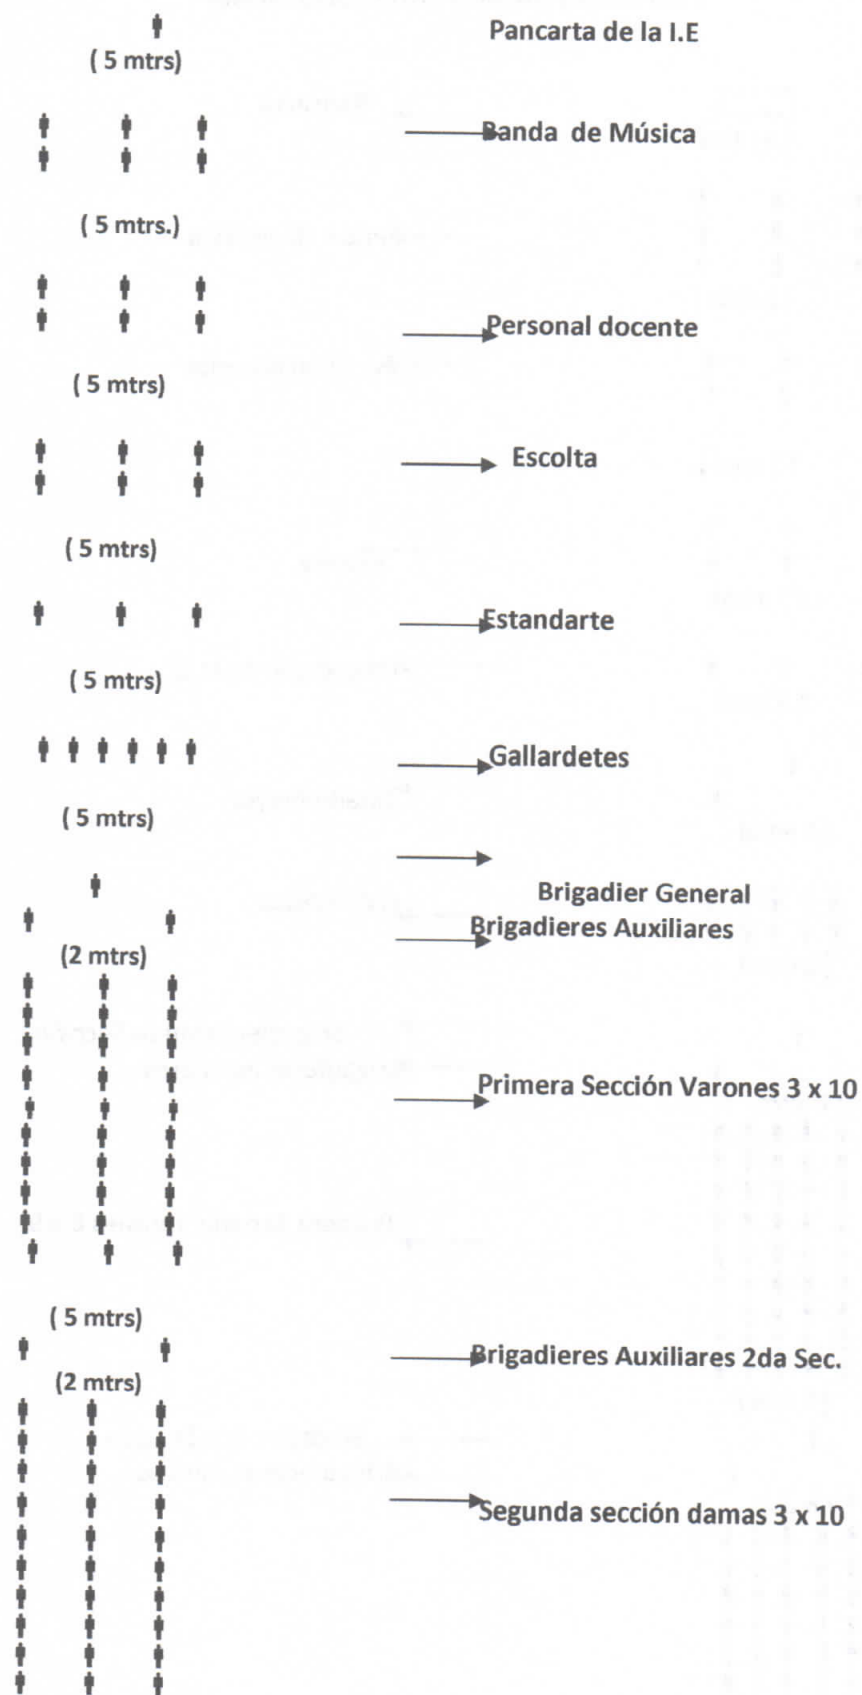 Pancarta de la I.E
( 5 mtrs)
Banda de Música
( 5 mtrs.)
Personal docente
( 5 mtrs)
Escolta
( 5 mtrs)
Estandarte
( 5 mtrs)
Gallardetes
( 5 mtrs)
Brigadier General
Brigadieres Auxiliares
(2 mtrs)
Primera Sección Varones 3 x 10
( 5 mtrs)
Brigadieres Auxiliares 2da Sec.
(2 mtrs)
Segunda sección damas 3 x 10